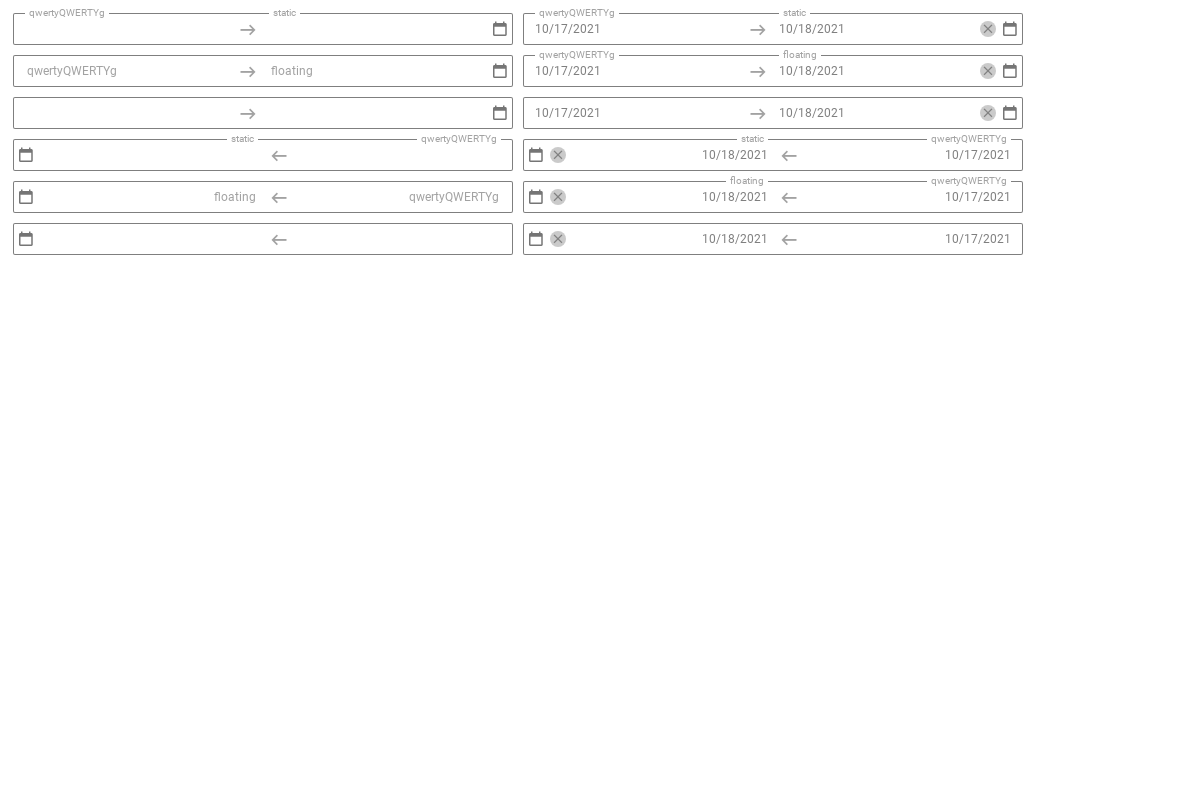 qwertyQWERTYg static qwertyQWERTYg static
10/17/2021 10/18/2021
qwertyQWERTYg floating
qwertyQWERTYg floating 10/17/2021 10/18/2021
10/17/2021 10/18/2021
static qwertyQWERTYg static qwertyQWERTYg
10/18/2021 10/17/2021
floating qwertyQWERTYg
floating qwertyQWERTYg 10/18/2021 10/17/2021
10/18/2021 10/17/2021